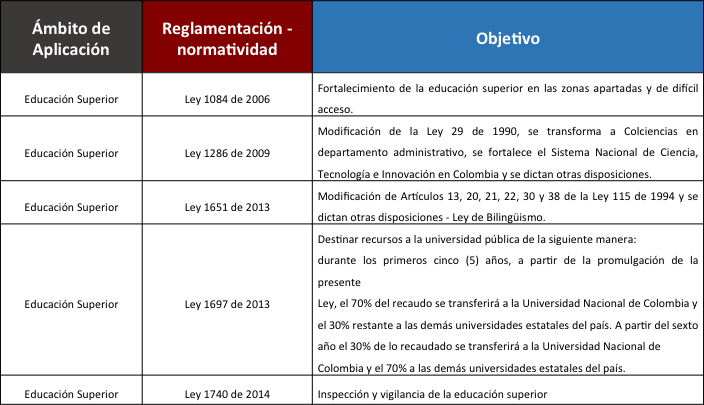 Ámbito de
Aplicación
Reglamentación -
normatividad
Objetivo
Educación Superior
Ley 1084 de 2006
Fortalecimiento de la educación superior en las zonas apartadas y de difícil
acceso.
Educación Superior
Ley 1286 de 2009
Modificación de la Ley 29 de 1990, se transforma a Colciencias en
departamento administrativo, se fortalece el Sistema Nacional de Ciencia,
Tecnología e Innovación en Colombia y se dictan otras disposiciones.
Educación Superior
Ley 1651 de 2013
Modificación de Artículos 13, 20, 21, 22, 30 y 38 de la Ley 115 de 1994 y se
dictan otras disposiciones - Ley de Bilingüismo.
Educación Superior
Ley 1697 de 2013
Destinar recursos a la universidad pública de la siguiente manera:
durante los primeros cinco (5) años, a partir de la promulgación de la
presente
Ley, el 70% del recaudo se transferirá a la Universidad Nacional de Colombia y
el 30% restante a las demás universidades estatales del país. A partir del sexto
año el 30% de lo recaudado se transferirá a la Universidad Nacional de
Colombia y el 70% a las demás universidades estatales del país.
Educación Superior
Ley 1740 de 2014
Inspección y vigilancia de la educación superior